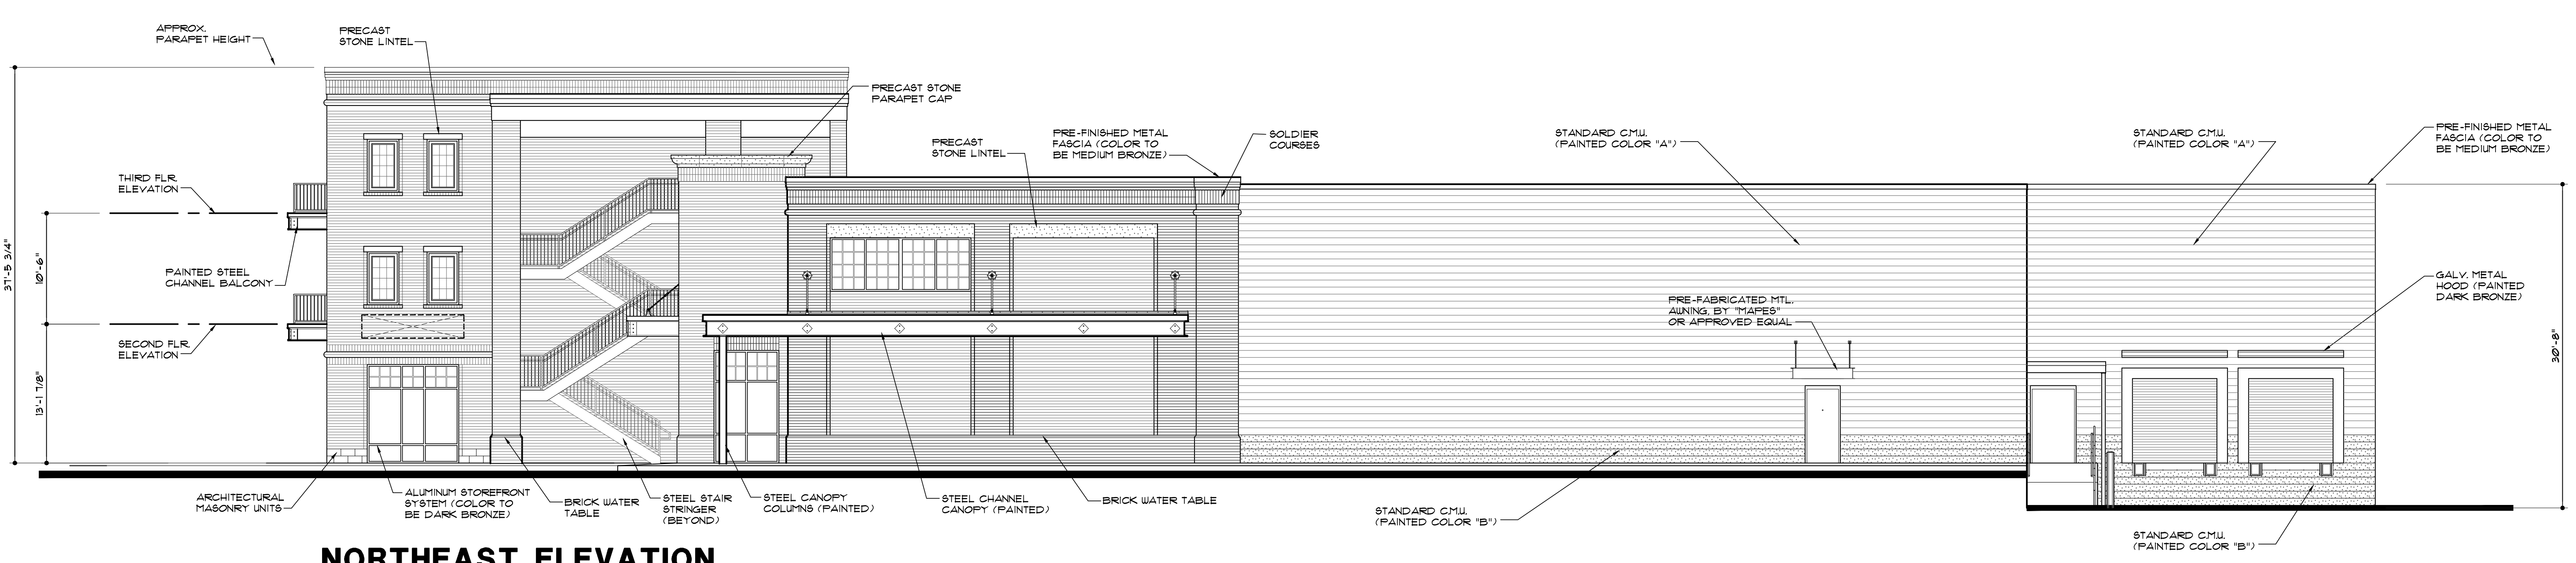 APPROX.
PARAPET HEIGHT
PRECAST
STONE LINTEL
PRECAST STONE
PARAPET CAP
PRECAST
STONE LINTEL
PRE-FINISHED METAL
FASCIA (COLOR TO
BE MEDIUM BRONZE)
SOLDIER
COURSES
STANDARD C.M.U.
(PAINTED COLOR "A")
STANDARD C.M.U.
(PAINTED COLOR "A")
PRE-FINISHED METAL
FASCIA (COLOR TO
BE MEDIUM BRONZE)
THIRD FLR.
ELEVATION
37'-5 3/4"
10'-6"
PAINTED STEEL
CHANNEL BALCONY
PRE-FABRICATED MTL.
AWNING, BY "MAPES"
OR APPROVED EQUAL
GALV. METAL
HOOD (PAINTED
DARK BRONZE)
SECOND FLR.
ELEVATION
13'-1 7/8"
30'-8"
ARCHITECTURAL
MASONRY UNITS
ALUMINUM STOREFRONT
SYSTEM (COLOR TO
BE DARK BRONZE)
BRICK WATER
TABLE
STEEL STAIR
STRINGER
(BEYOND)
STEEL CANOPY
COLUMNS (PAINTED)
STEEL CHANNEL
CANOPY (PAINTED)
BRICK WATER TABLE
STANDARD C.M.U.
(PAINTED COLOR "B")
STANDARD C.M.U.
(PAINTED COLOR "B")
NORTHEAST ELEVATION